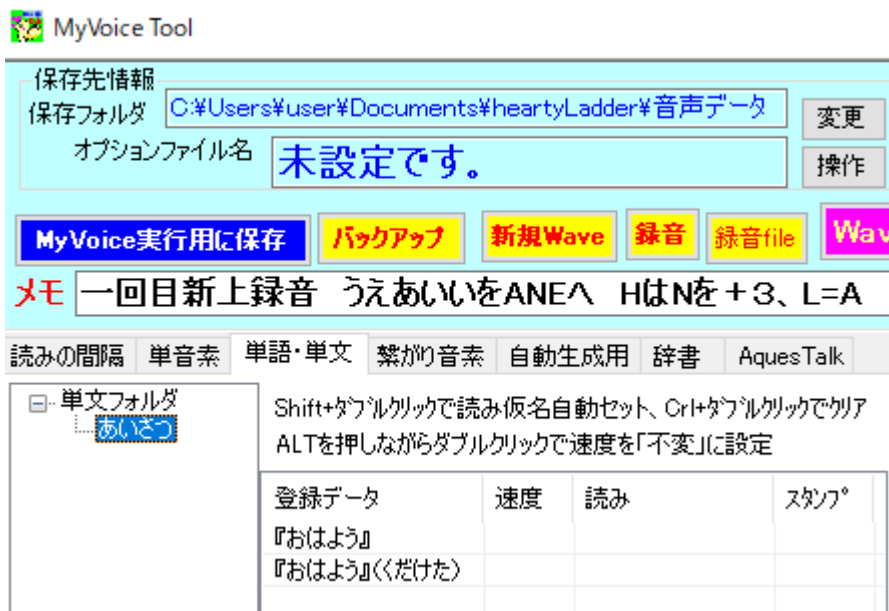 MyVoice Tool
保存先情報
保存フォルダ C:¥Users¥user¥Documents¥heartyLadder¥音声データ 変更
オプションファイル名 未設定です。 操作
MyVoice実行用に保存 バックアップ 新規Wave 録音 録音file Wav
メモ 一回目新上録音　うえあいいをANEへ　HはNを+3、L=A
読みの間隔 単音素 単語・単文 繋がり音素 自動生成用 辞書 AquesTalk
単文フォルダ
あいさつ
Shift+ダブルクリックで読み仮名自動セット、Crl+ダブルクリックでクリア
ALTを押しながらダブルクリックで速度を「不変」に設定
登録データ 速度 読み スタンプ
『おはよう』
『おはよう』(くだけた)